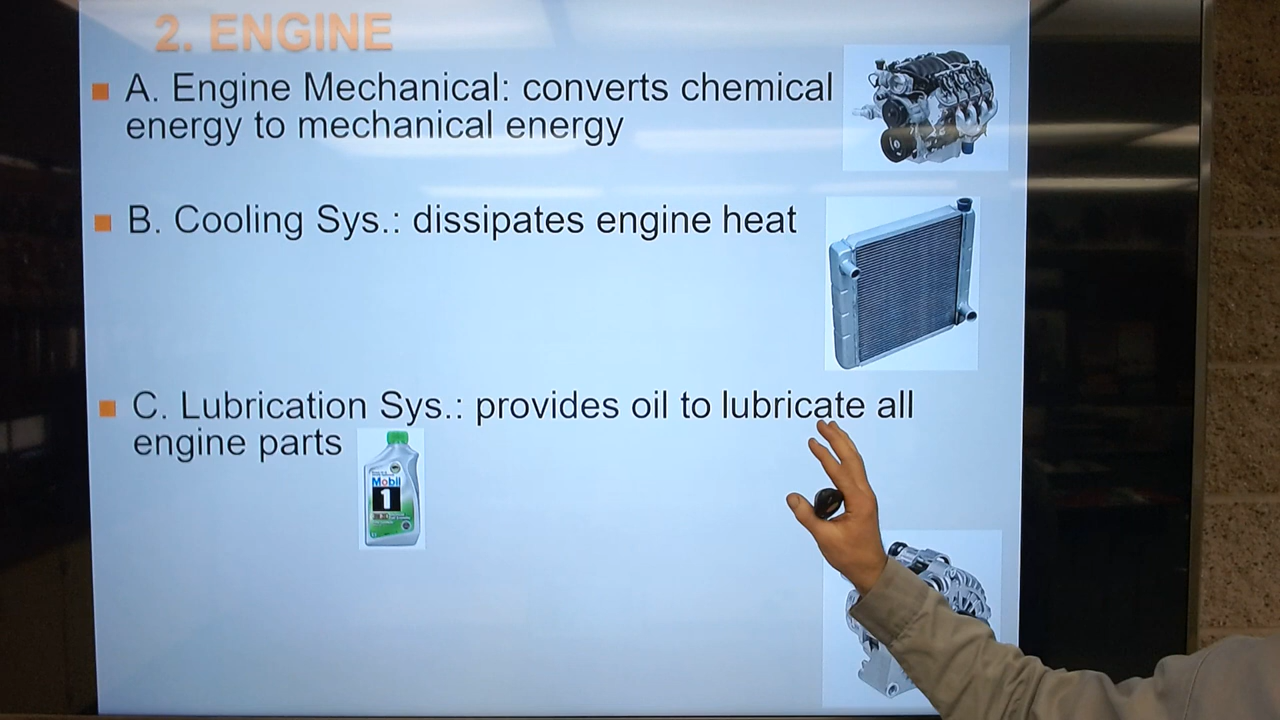 2. ENGINE
A. Engine Mechanical: converts chemical
energy to mechanical energy
B. Cooling Sys.: dissipates engine heat
C. Lubrication Sys.: provides oil to lubricate all
engine parts
Mobil
1